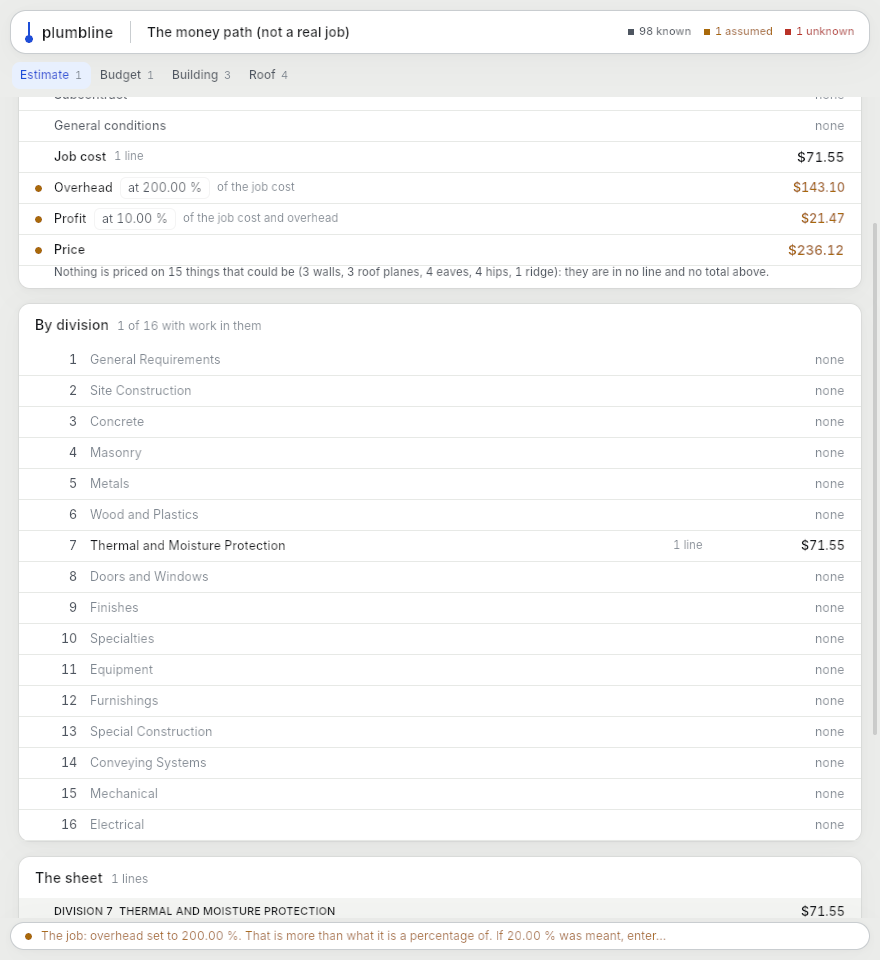 plumbline The money path (not a real job) 98 known 1 assumed 1 unknown
Estimate 1 Budget 1 Building 3 Roof 4
Subcontract none
General conditions none
Job cost 1 line $71.55
Overhead at 200.00 % of the job cost $143.10
Profit at 10.00 % of the job cost and overhead $21.47
Price $236.12
Nothing is priced on 15 things that could be (3 walls, 3 roof planes, 4 eaves, 4 hips, 1 ridge): they are in no line and no total above.
By division 1 of 16 with work in them
1 General Requirements none
2 Site Construction none
3 Concrete none
4 Masonry none
5 Metals none
6 Wood and Plastics none
7 Thermal and Moisture Protection 1 line $71.55
8 Doors and Windows none
9 Finishes none
10 Specialties none
11 Equipment none
12 Furnishings none
13 Special Construction none
14 Conveying Systems none
15 Mechanical none
16 Electrical none
The sheet 1 lines
DIVISION 7 THERMAL AND MOISTURE PROTECTION $71.55
The job: overhead set to 200.00 %. That is more than what it is a percentage of. If 20.00 % was meant, enter...